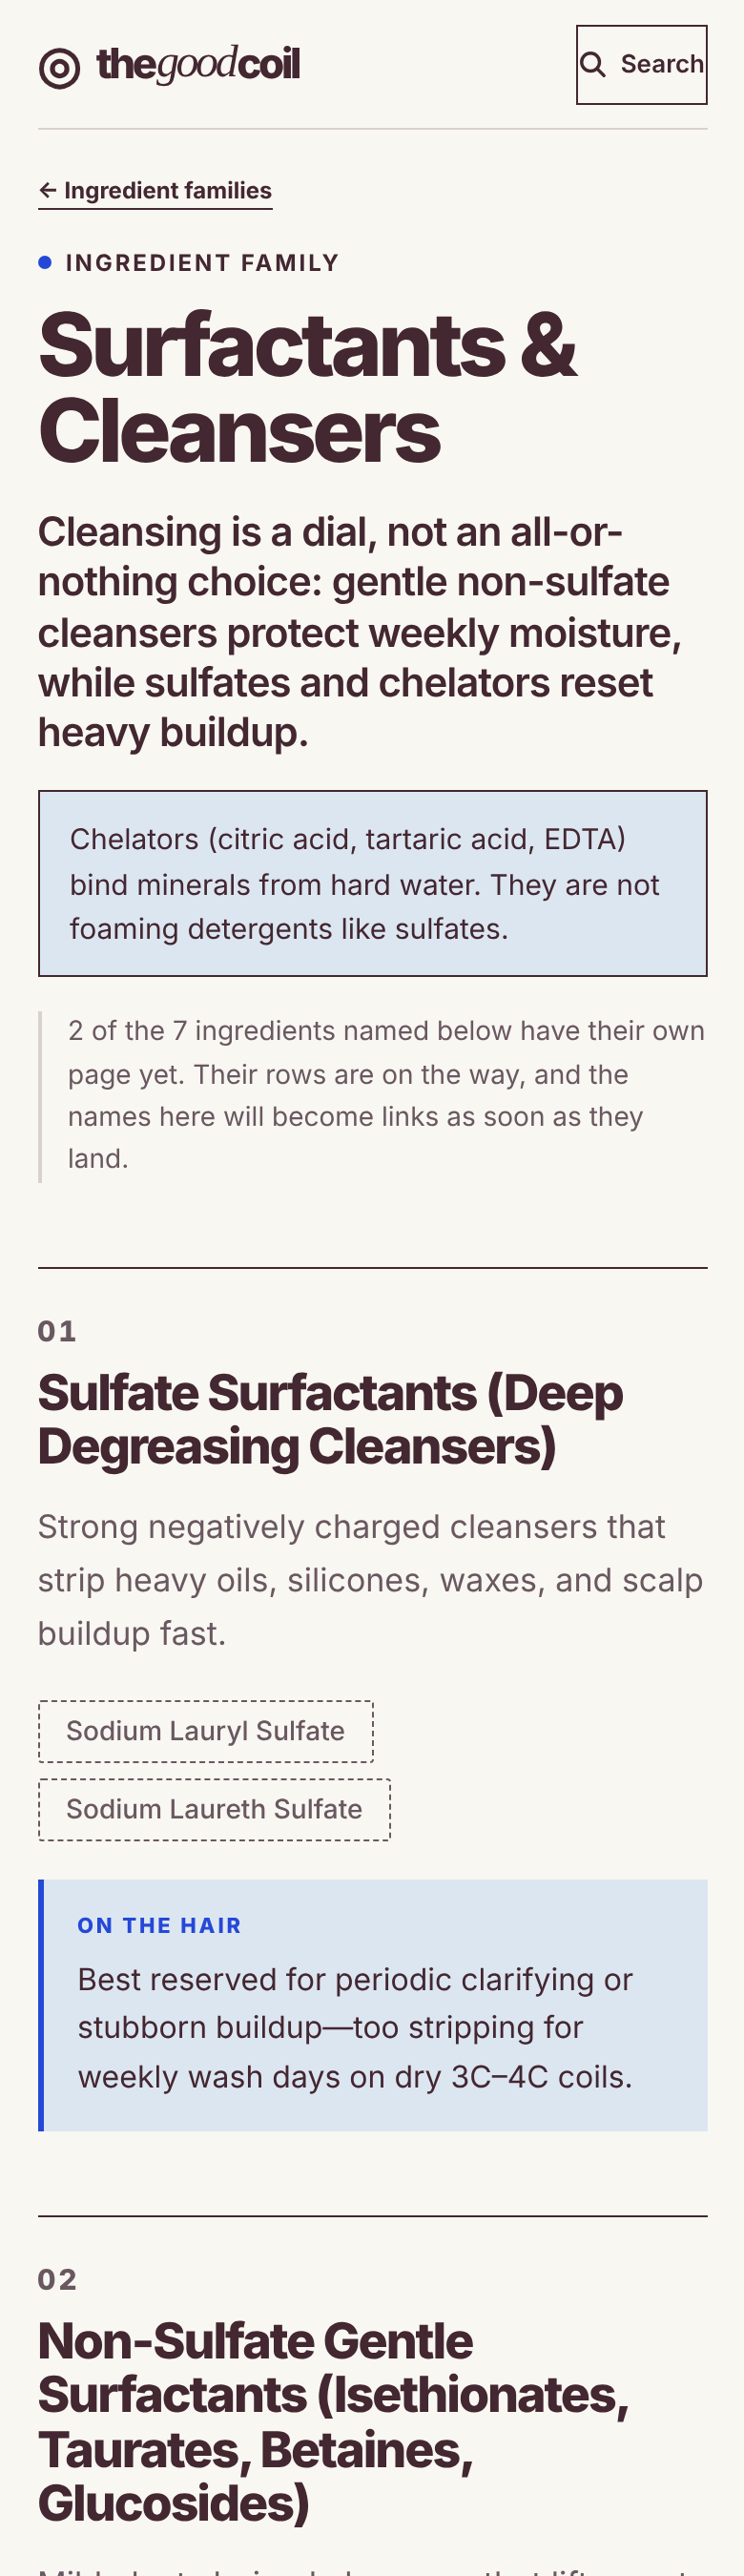 thegoodcoil
Search
← Ingredient families
INGREDIENT FAMILY
Surfactants &
Cleansers
Cleansing is a dial, not an all-or-
nothing choice: gentle non-sulfate
cleansers protect weekly moisture,
while sulfates and chelators reset
heavy buildup.
Chelators (citric acid, tartaric acid, EDTA)
bind minerals from hard water. They are not
foaming detergents like sulfates.
2 of the 7 ingredients named below have their own
page yet. Their rows are on the way, and the
names here will become links as soon as they
land.
01
Sulfate Surfactants (Deep
Degreasing Cleansers)
Strong negatively charged cleansers that
strip heavy oils, silicones, waxes, and scalp
buildup fast.
Sodium Lauryl Sulfate
Sodium Laureth Sulfate
ON THE HAIR
Best reserved for periodic clarifying or
stubborn buildup—too stripping for
weekly wash days on dry 3C–4C coils.
02
Non-Sulfate Gentle
Surfactants (Isethionates,
Taurates, Betaines,
Glucosides)